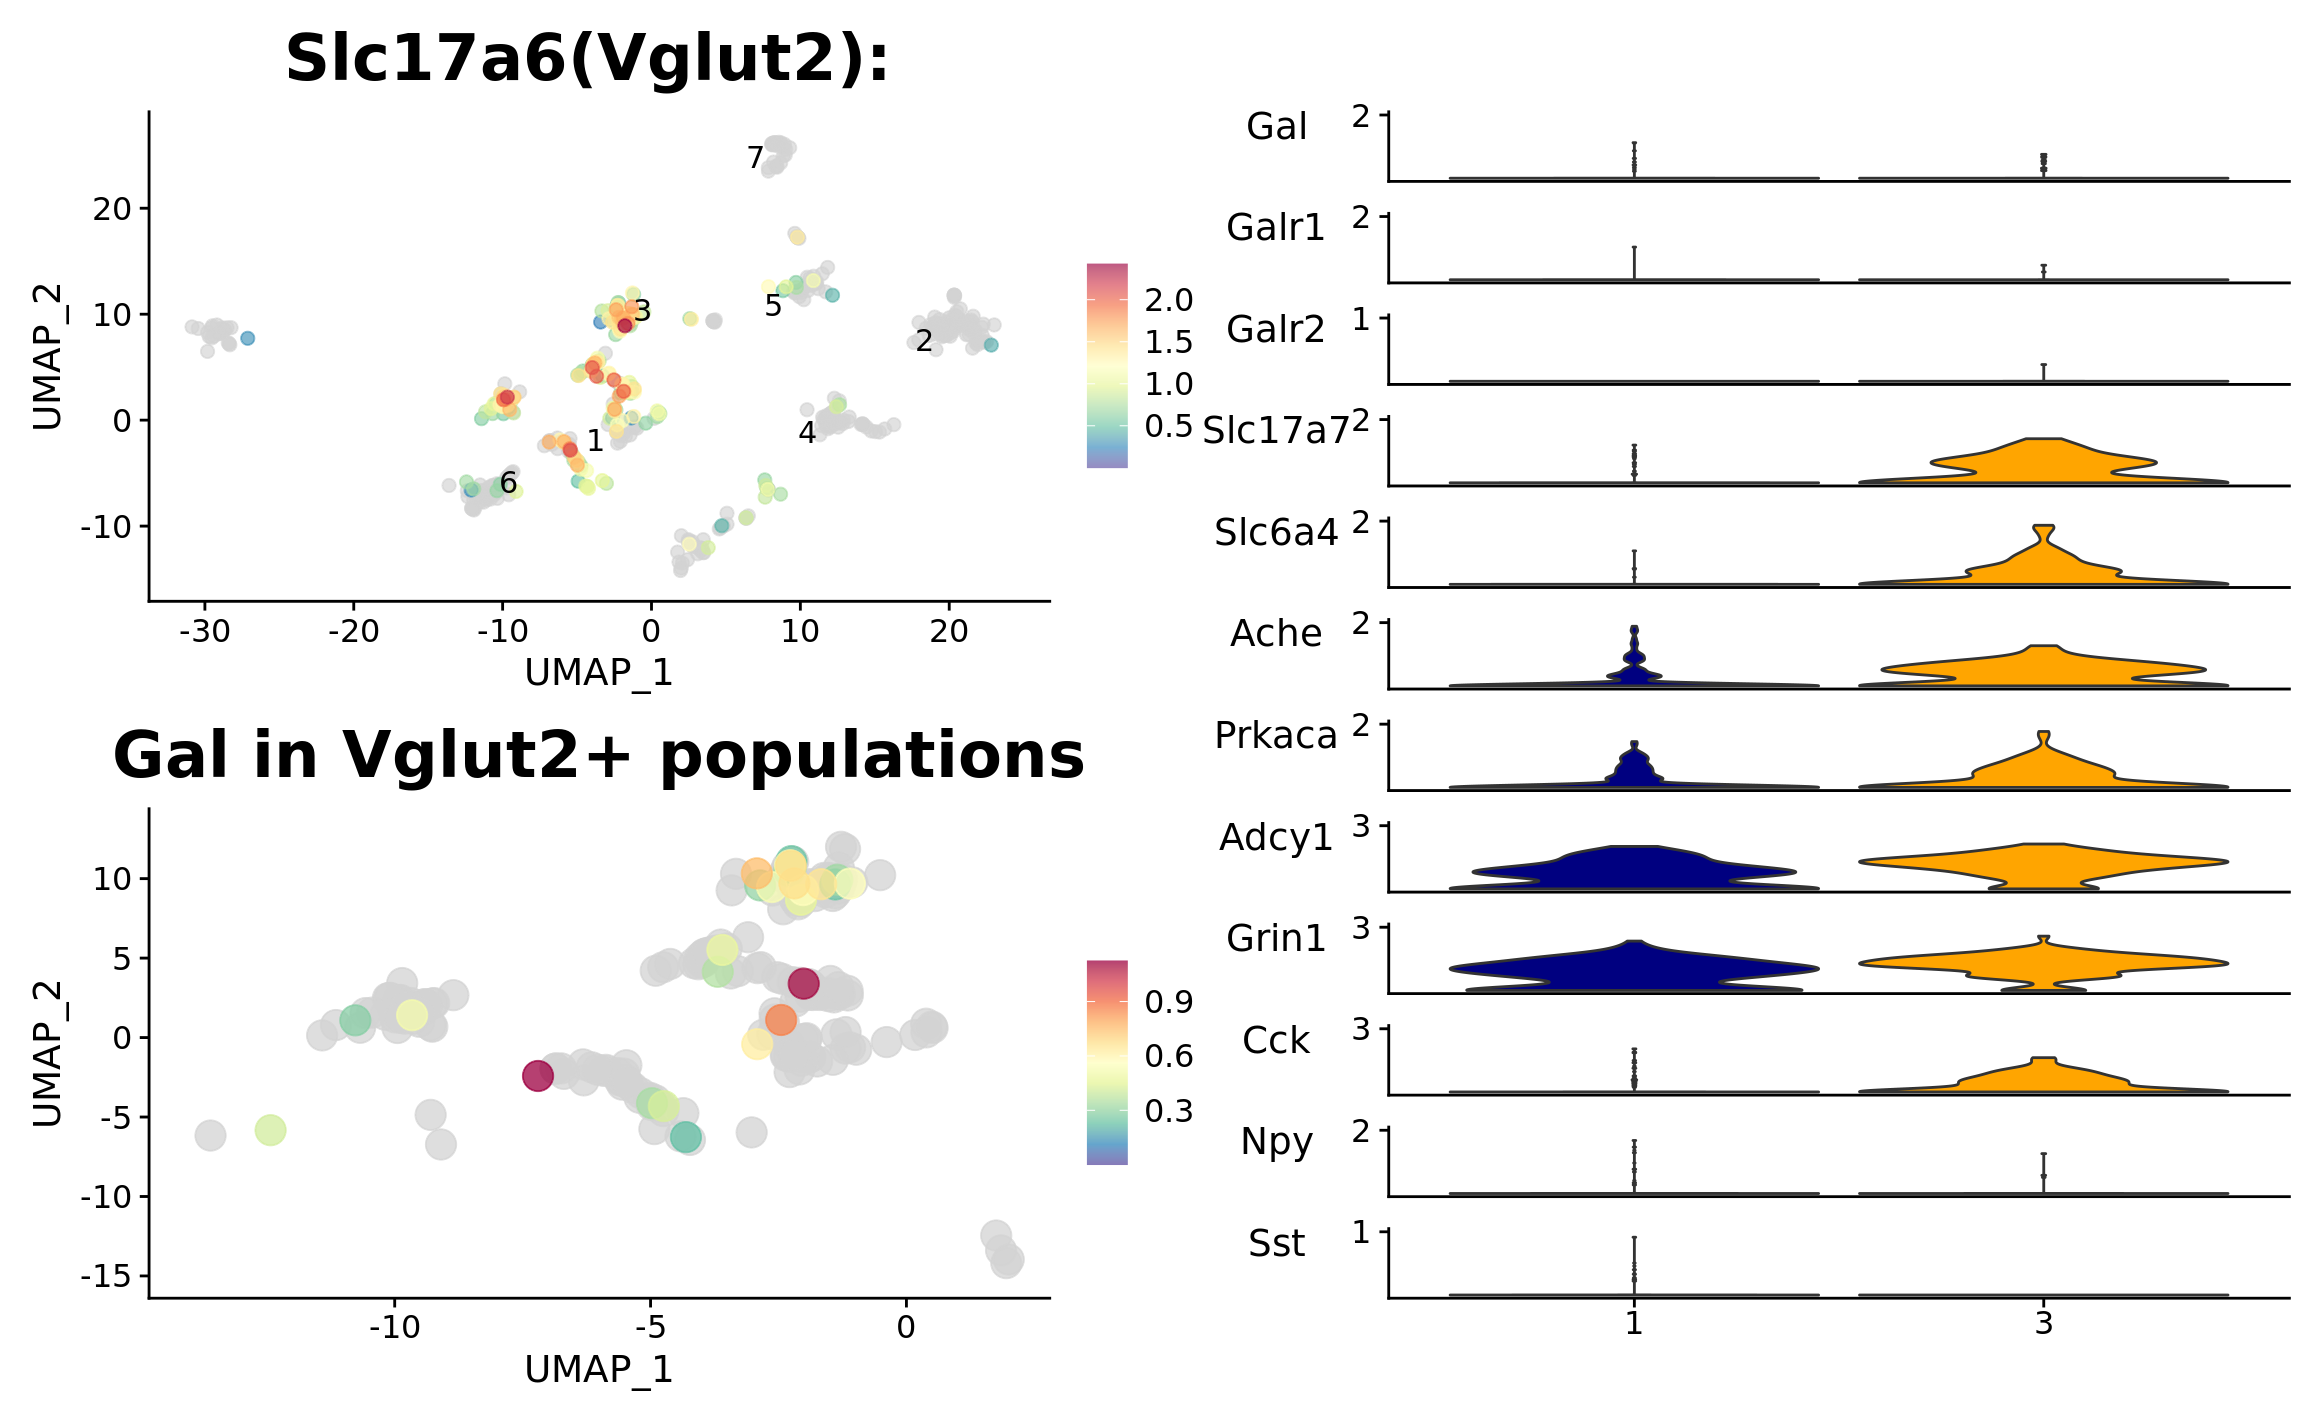 Slc17a6(Vglut2):
UMAP_2
20
10
0
-10
-30
-20
-10
0
10
20
UMAP_1
7
3
5
2
1
4
6
2.0
1.5
1.0
0.5
Gal in Vglut2+ populations
UMAP_2
10
5
0
-5
-10
-15
-10
-5
0
UMAP_1
0.9
0.6
0.3
Gal 2
Galr1 2
Galr2 1
Slc17a7 2
Slc6a4 2
Ache 2
Prkaca 2
Adcy1 3
Grin1 3
Cck 3
Npy 2
Sst 1
1 3